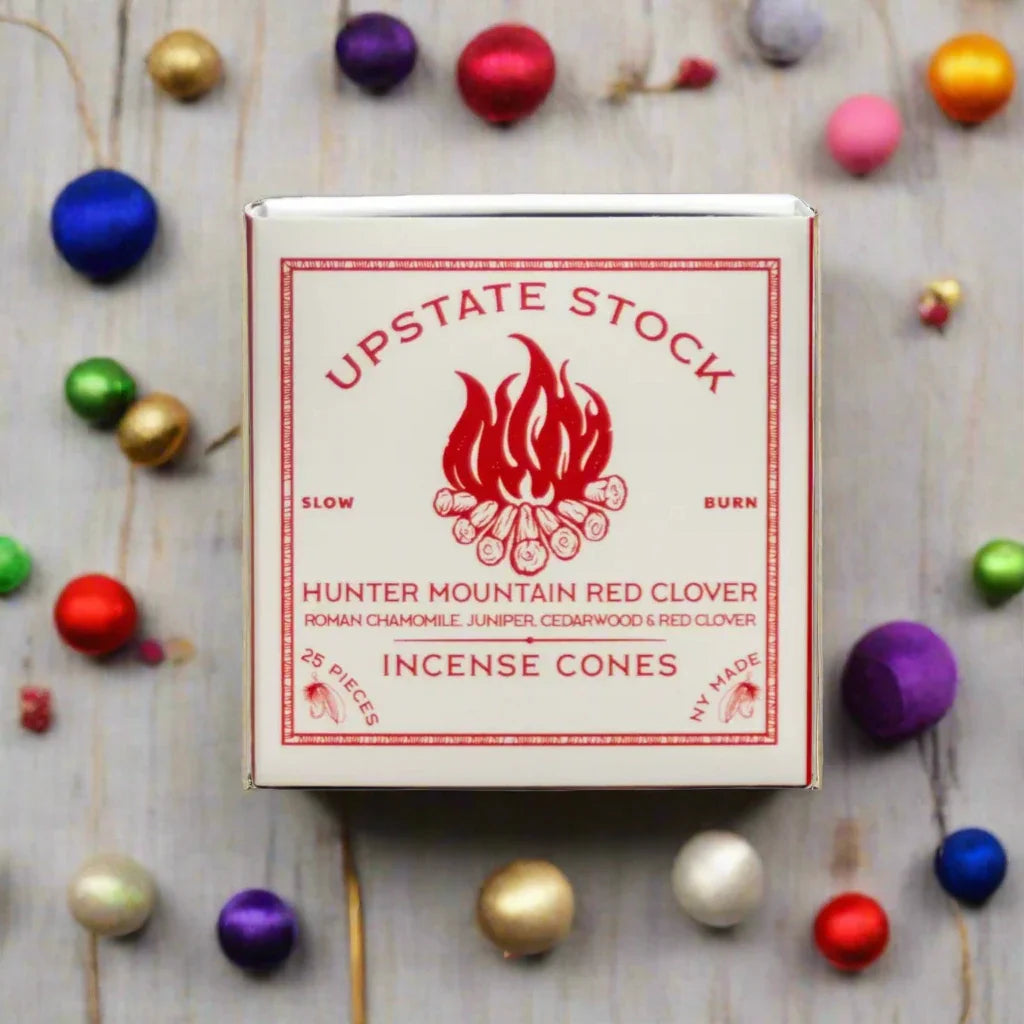 UPSTATE STOCK
SLOW
BURN
HUNTER MOUNTAIN RED CLOVER
ROMAN CHAMOMILE, JUNIPER, CEDARWOOD & RED CLOVER
INCENSE CONES
25 PIECES
NY MADE